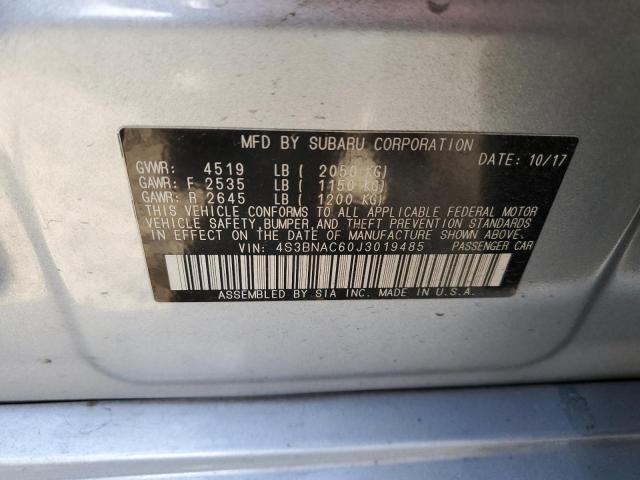 MFD BY SUBARU CORPORATION
GVWR: 4519 LB ( 2050 KG) DATE: 10/17
GAWR: F 2535 LB ( 1150 KG)
GAWR: R 2645 LB ( 1200 KG)
THIS VEHICLE CONFORMS TO ALL APPLICABLE FEDERAL MOTOR
VEHICLE SAFETY, BUMPER, AND THEFT PREVENTION STANDARDS
IN EFFECT ON THE DATE OF MANUFACTURE SHOWN ABOVE.
VIN: 4S3BNAC60J3019485 PASSENGER CAR
ASSEMBLED BY SIA INC. MADE IN U.S.A.